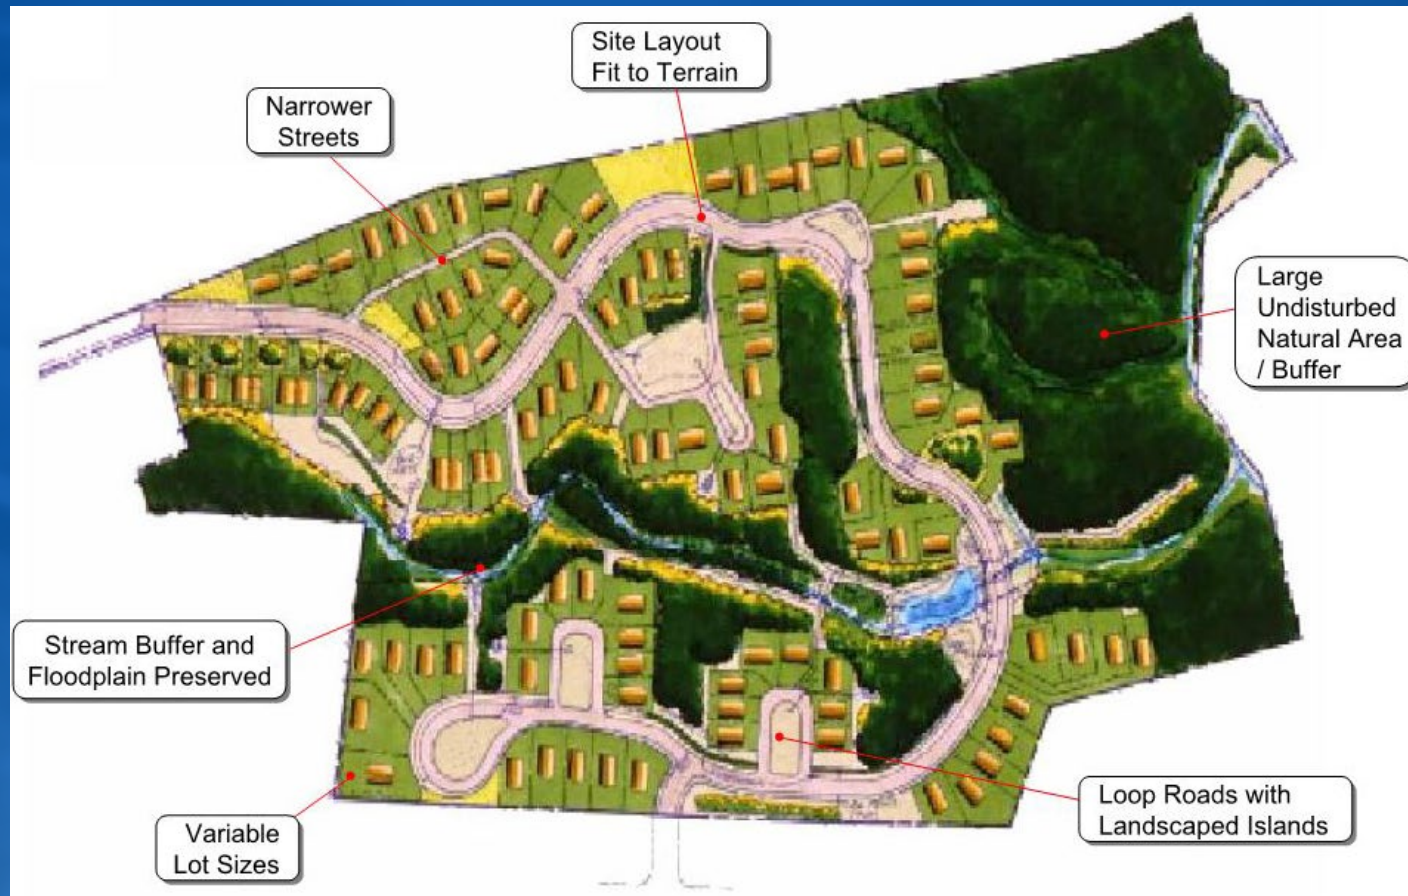 Site Layout
Fit to Terrain
Narrower
Streets
Large
Undisturbed
Natural Area
/ Buffer
Stream Buffer and
Floodplain Preserved
Loop Roads with
Landscaped Islands
Variable
Lot Sizes